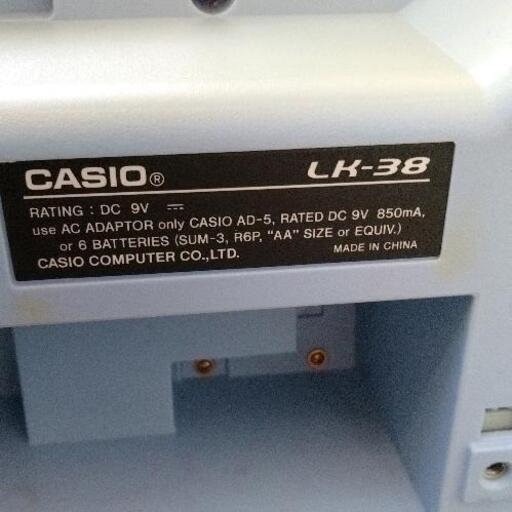 CASIO® LK-38
RATING : DC 9V ⎓
use AC ADAPTOR only CASIO AD-5, RATED DC 9V 850mA,
or 6 BATTERIES (SUM-3, R6P, "AA" SIZE or EQUIV.)
CASIO COMPUTER CO.,LTD. MADE IN CHINA